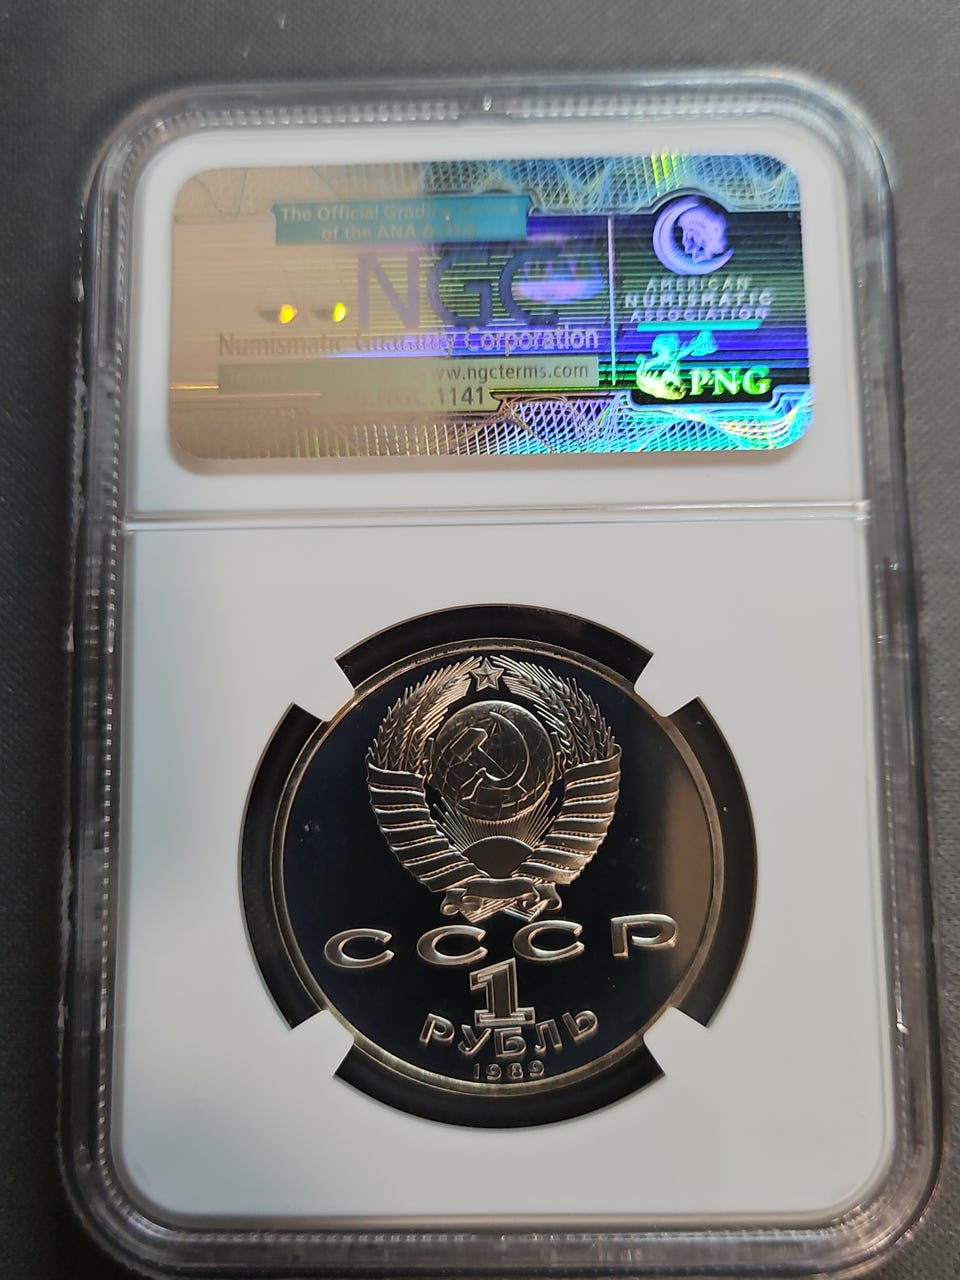 The Official Grading Service
of the ANA & PNG
NGC
Numismatic Guaranty Corporation
www.ngcterms.com
NGC.1141
AMERICAN
NUMISMATIC
ASSOCIATION
PNG
СССР
1
РУБЛЬ
1989